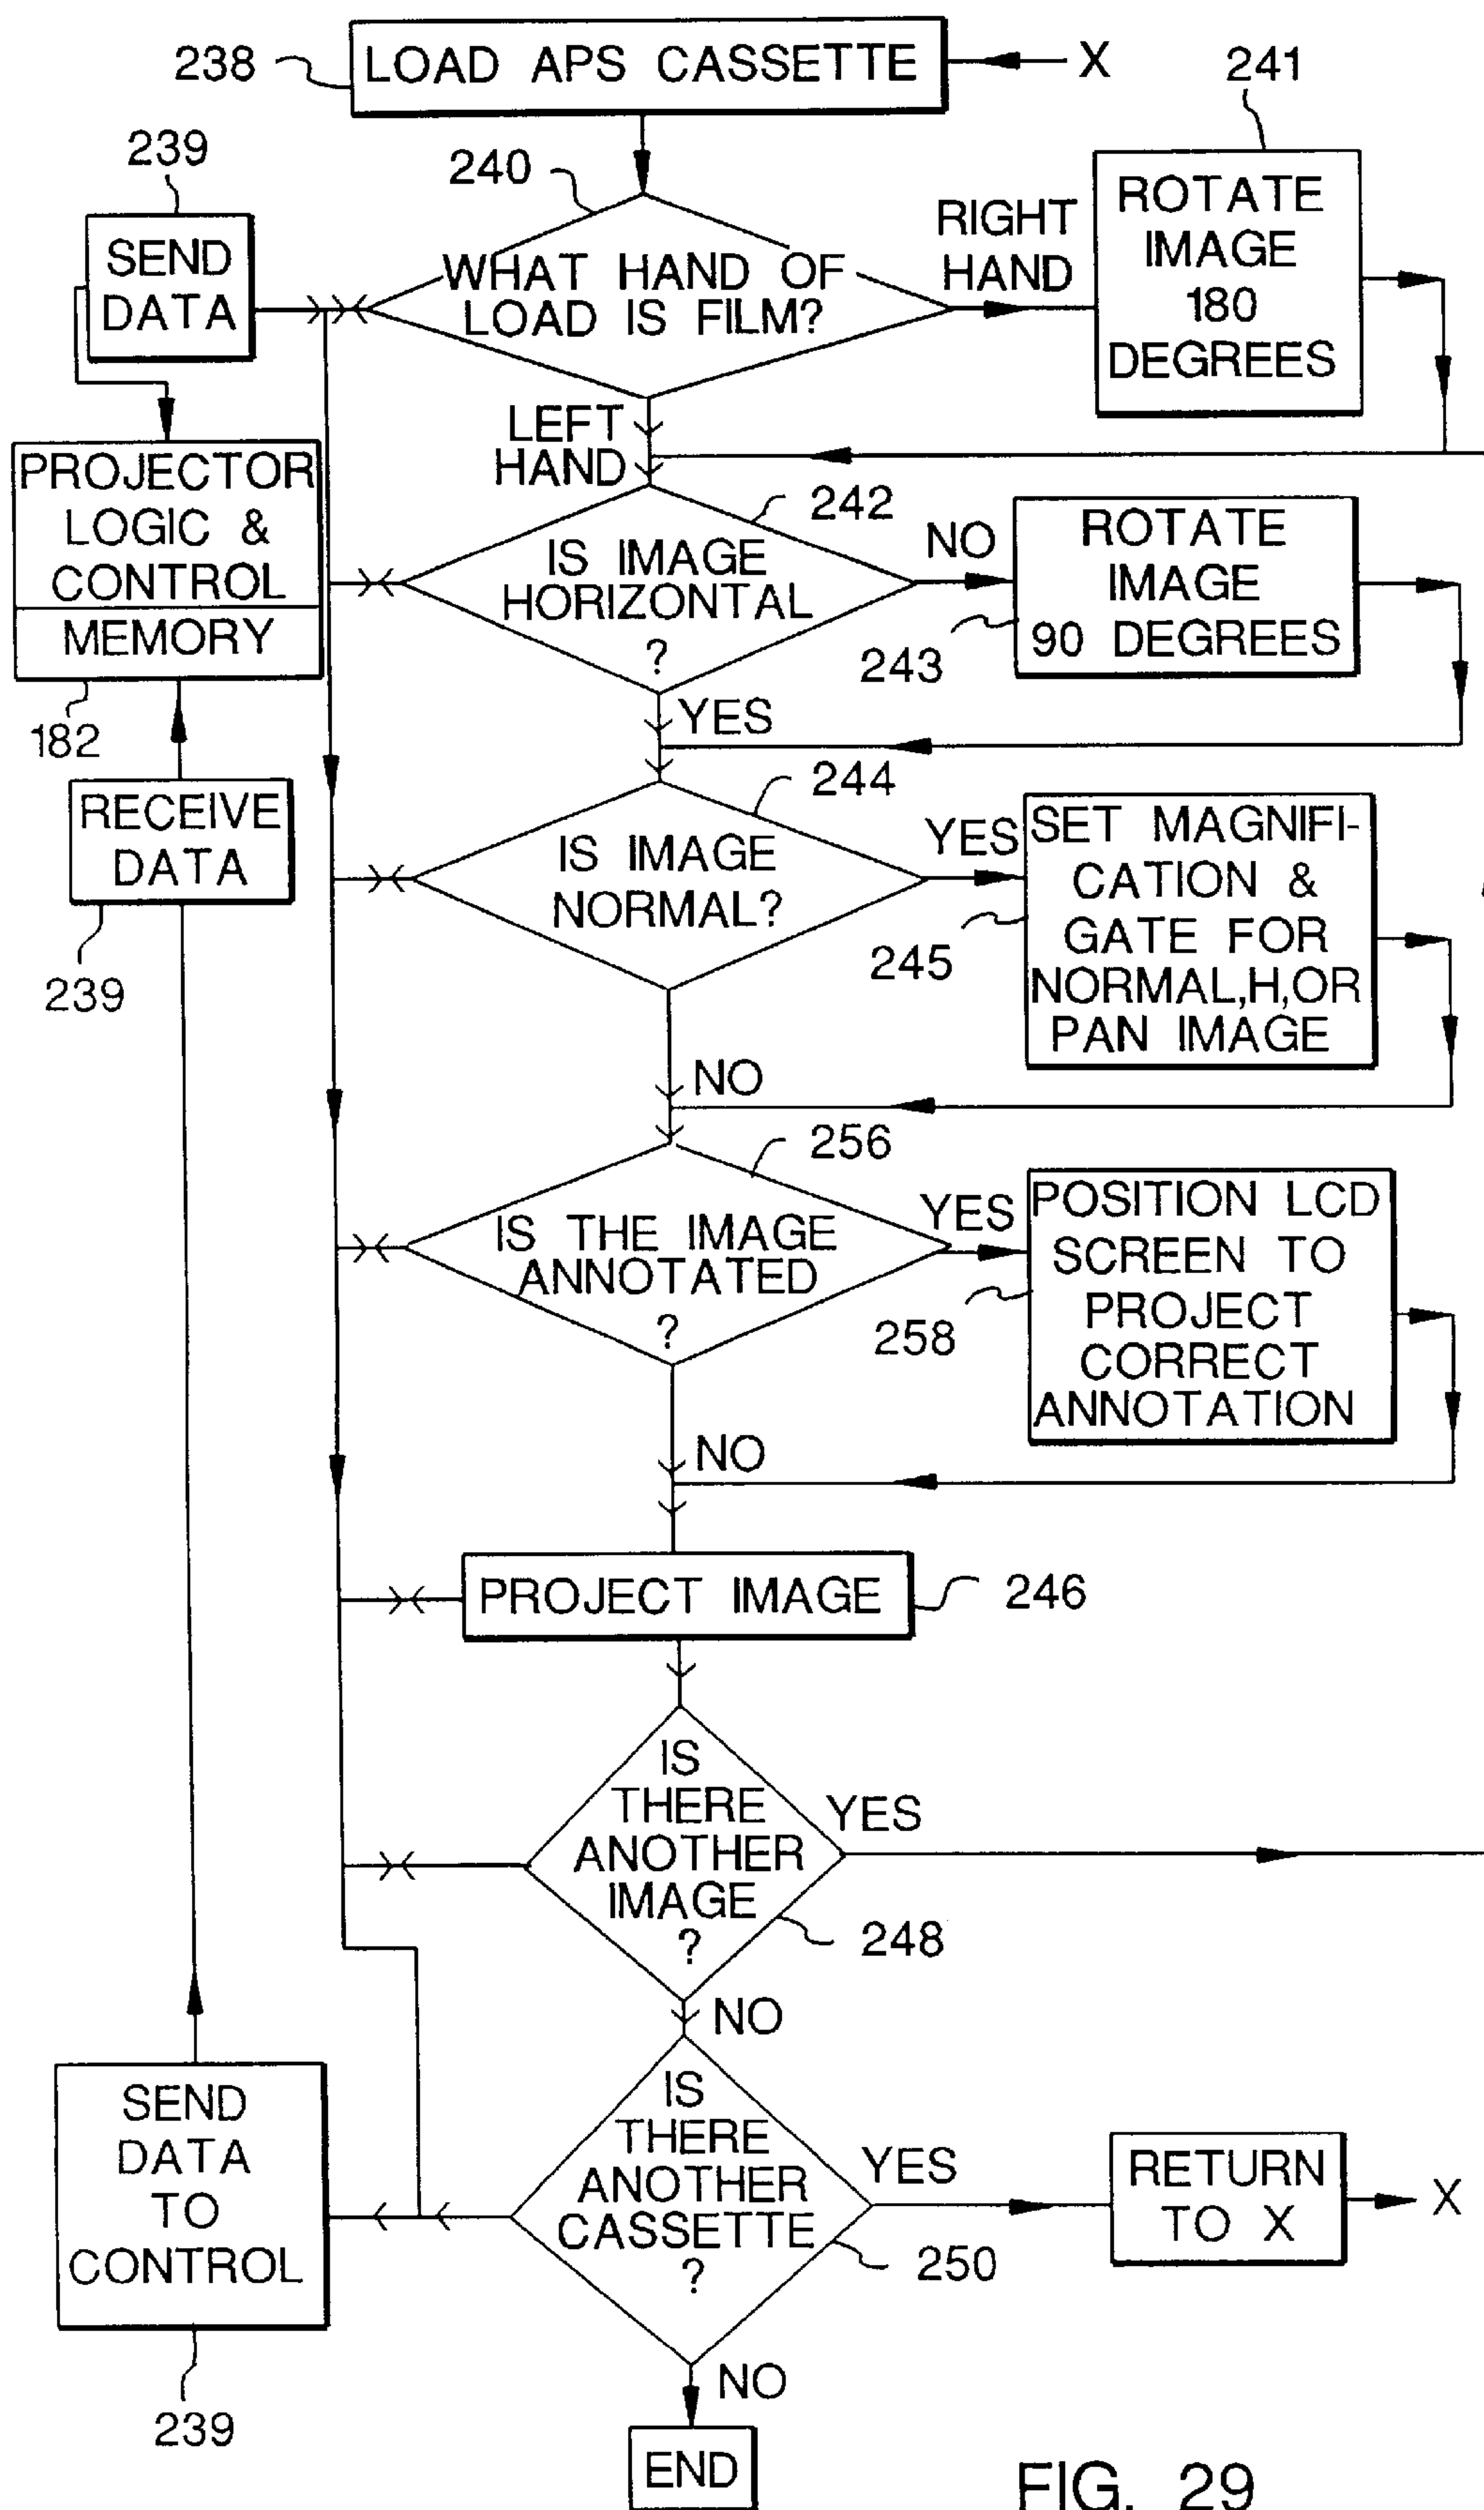 238
LOAD APS CASSETTE
X
241
239
240
SEND
DATA
WHAT HAND OF
LOAD IS FILM?
RIGHT
HAND
ROTATE
IMAGE
180
DEGREES
LEFT
HAND
PROJECTOR
LOGIC &
CONTROL
MEMORY
182
242
IS IMAGE
HORIZONTAL
?
NO
243
ROTATE
IMAGE
90 DEGREES
YES
RECEIVE
DATA
239
244
IS IMAGE
NORMAL?
YES
245
SET MAGNIFI-
CATION &
GATE FOR
NORMAL,H,OR
PAN IMAGE
NO
256
IS THE IMAGE
ANNOTATED
?
YES
258
POSITION LCD
SCREEN TO
PROJECT
CORRECT
ANNOTATION
NO
PROJECT IMAGE
246
IS
THERE
ANOTHER
IMAGE
?
YES
248
NO
SEND
DATA
TO
CONTROL
239
IS
THERE
ANOTHER
CASSETTE
?
YES
250
RETURN
TO X
X
NO
END
FIG. 29